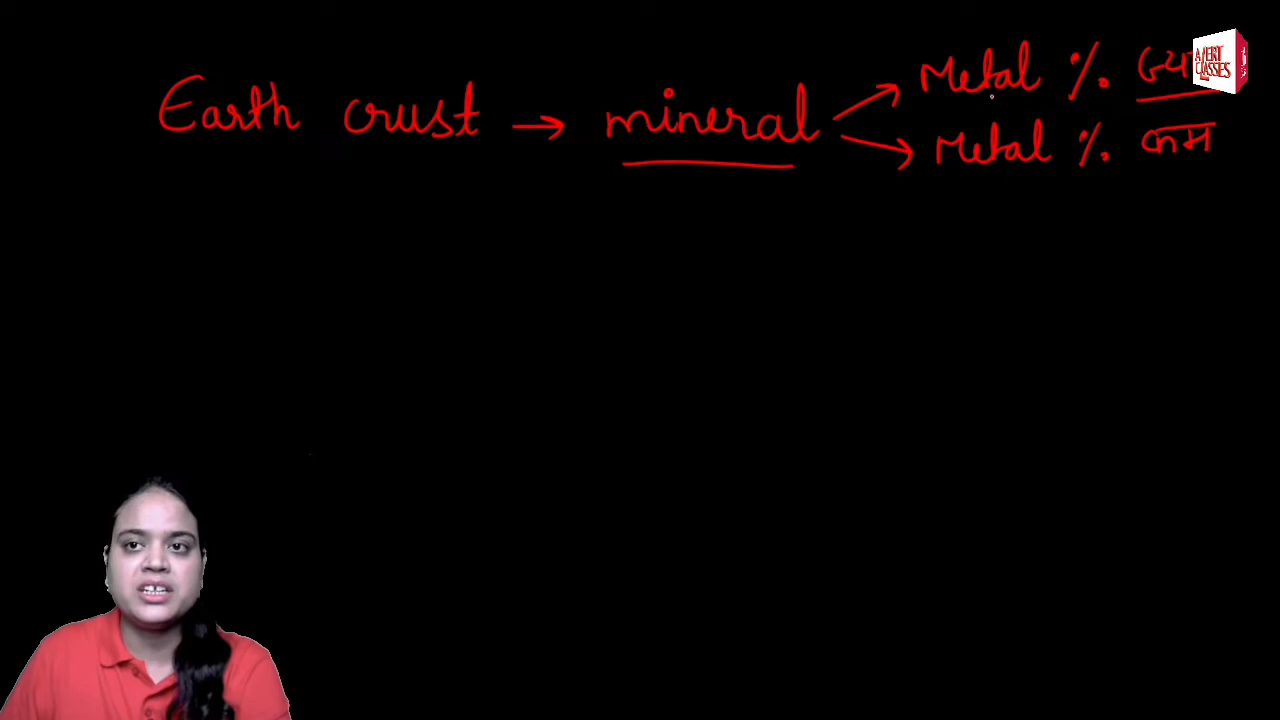 Earth crust → mineral
Metal %
Metal % कम